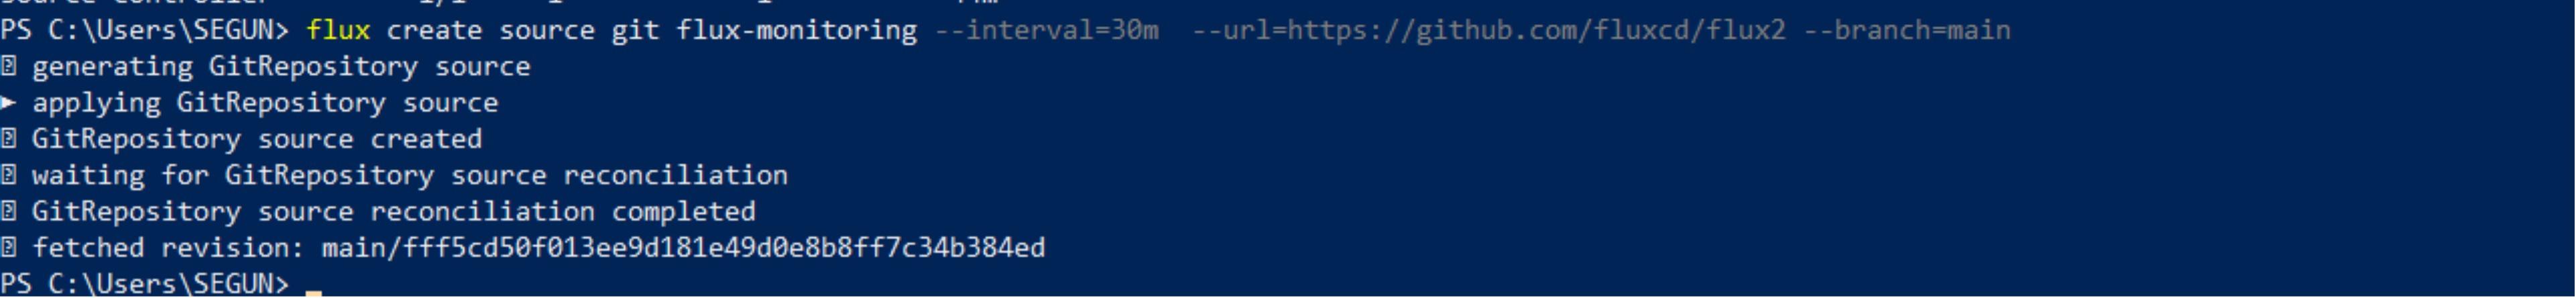 PS C:\Users\SEGUN> flux create source git flux-monitoring --interval=30m  --url=https://github.com/fluxcd/flux2 --branch=main
generating GitRepository source
► applying GitRepository source
GitRepository source created
waiting for GitRepository source reconciliation
GitRepository source reconciliation completed
fetched revision: main/fff5cd50f013ee9d181e49d0e8b8ff7c34b384ed
PS C:\Users\SEGUN>